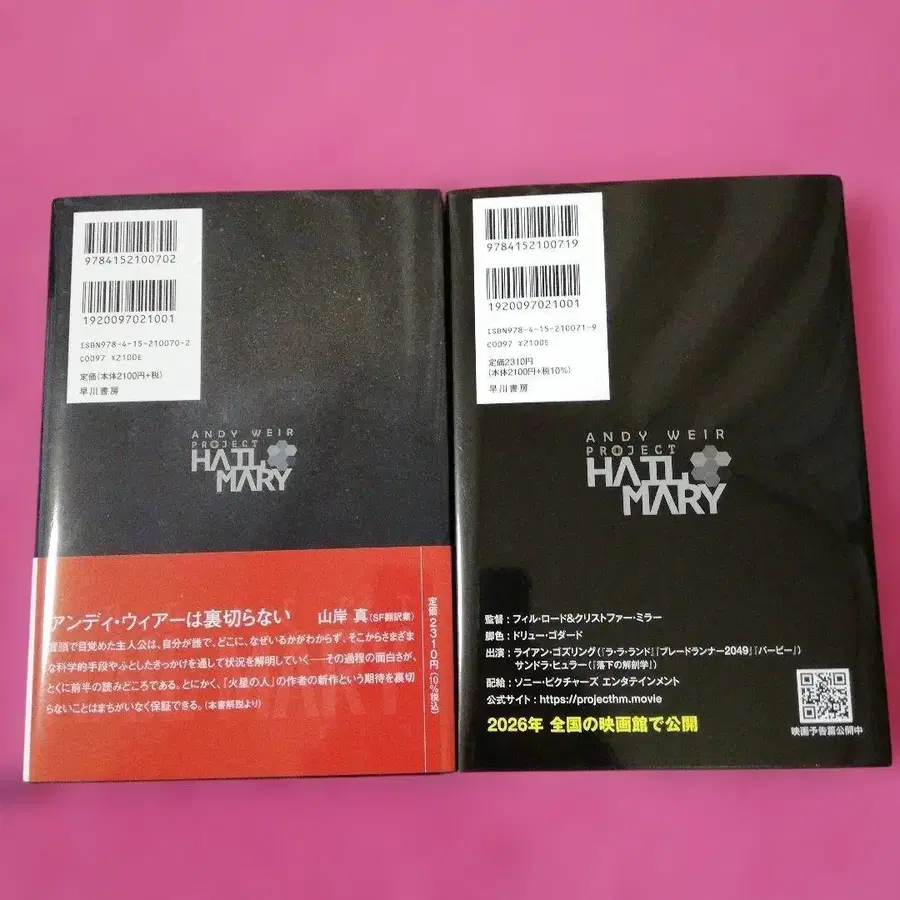 9784152100702
1920097021001
ISBN978-4-15-210070-2
C0097 ¥2100E
定価(本体2100円+税)
早川書房
ANDY WEIR
PROJECT
HAIL
MARY
アンディ・ウィアーは裏切らない 山岸 真(SF翻訳業)
冒頭で目覚めた主人公は、自分が誰で、どこに、なぜいるかがわからず、そこからさまざま
な科学的手段やふとしたきっかけを通して状況を解明していく——その過程の面白さが、
とくに前半の読みどころである。とにかく、『火星の人』の作者の新作という期待を裏切
らないことはまちがいなく保証できる。(本書解説より)
定価2310円(10%税込)
9784152100719
1920097021001
ISBN978-4-15-210071-9
C0097 ¥2100E
定価2310円
(本体2100円+税10%)
早川書房
ANDY WEIR
PROJECT
HAIL
MARY
監督:フィル・ロード&クリストファー・ミラー
脚色:ドリュー・ゴダード
出演:ライアン・ゴズリング(『ラ・ラ・ランド』『ブレードランナー2049』『バービー』)
サンドラ・ヒュラー(『落下の解剖学』)
配給:ソニー・ピクチャーズ エンタテインメント
公式サイト:https://projecthm.movie
2026年 全国の映画館で公開
映画予告篇公開中